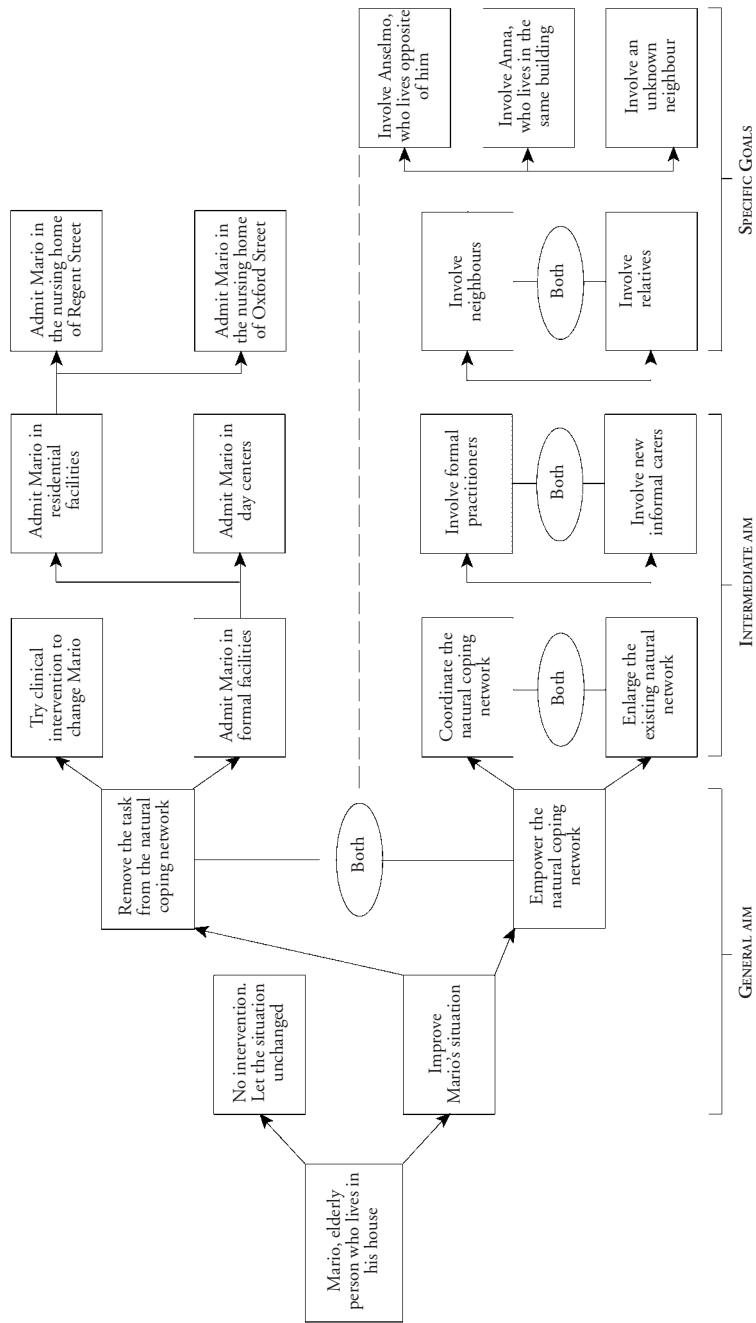 Mario, elderly
person who lives in
his house
No intervention.
Let the situation
unchanged
Improve
Mario's situation
Remove the task
from the natural
coping network
Both
Empower the
natural coping
network
Try clinical
intervention to
change Mario
Admit Mario in
formal facilities
Coordinate the
natural coping
network
Both
Enlarge the
existing natural
network
Admit Mario in
residential
facilities
Admit Mario in
day centers
Involve formal
practitioners
Both
Involve new
informal carers
Admit Mario in
the nursing home
of Regent Street
Admit Mario in
the nursing home
of Oxford Street
Involve
neighbours
Both
Involve
relatives
Involve Anselmo,
who lives opposite
of him
Involve Anna,
who lives in the
same building
Involve an
unknown
neighbour
GENERAL AIM
INTERMEDIATE AIM
SPECIFIC GOALS